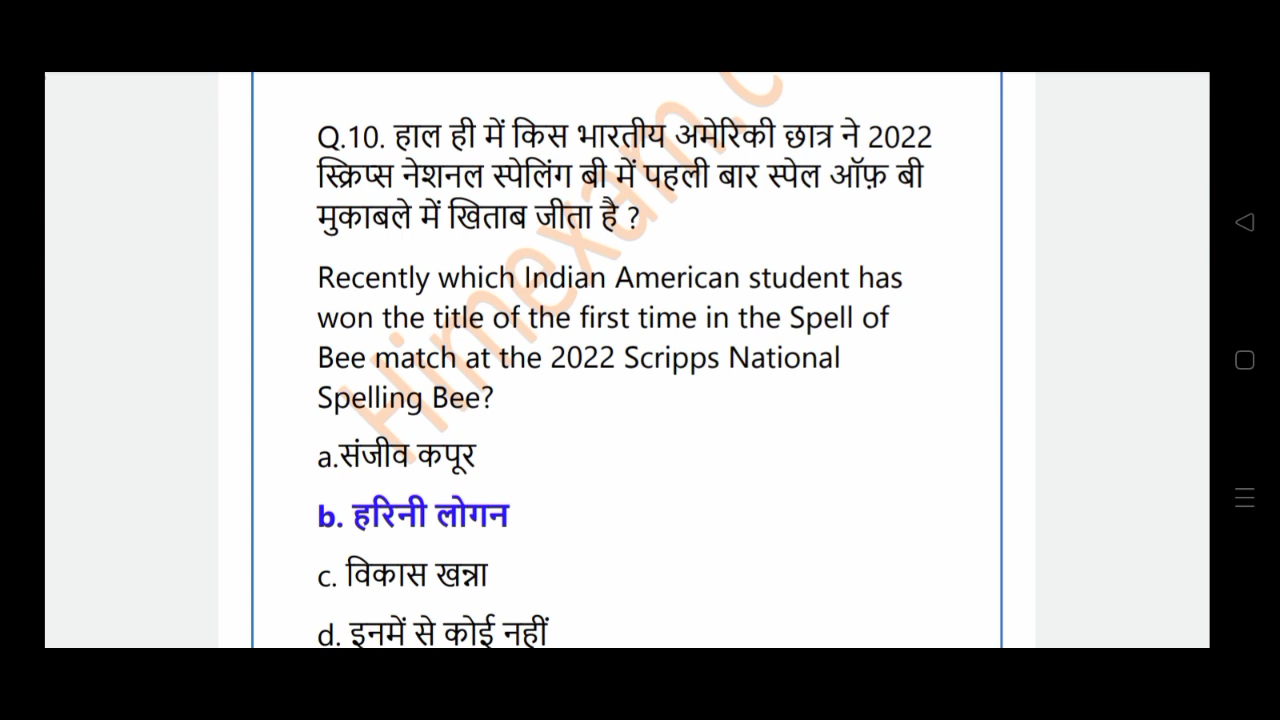 Q.10. हाल ही में किस भारतीय अमेरिकी छात्र ने 2022
स्क्रिप्स नेशनल स्पेलिंग बी में पहली बार स्पेल ऑफ़ बी
मुकाबले में खिताब जीता है ?
Recently which Indian American student has
won the title of the first time in the Spell of
Bee match at the 2022 Scripps National
Spelling Bee?
a.संजीव कपूर
b. हरिनी लोगन
c. विकास खन्ना
d. इनमें से कोई नहीं
Himexam.c